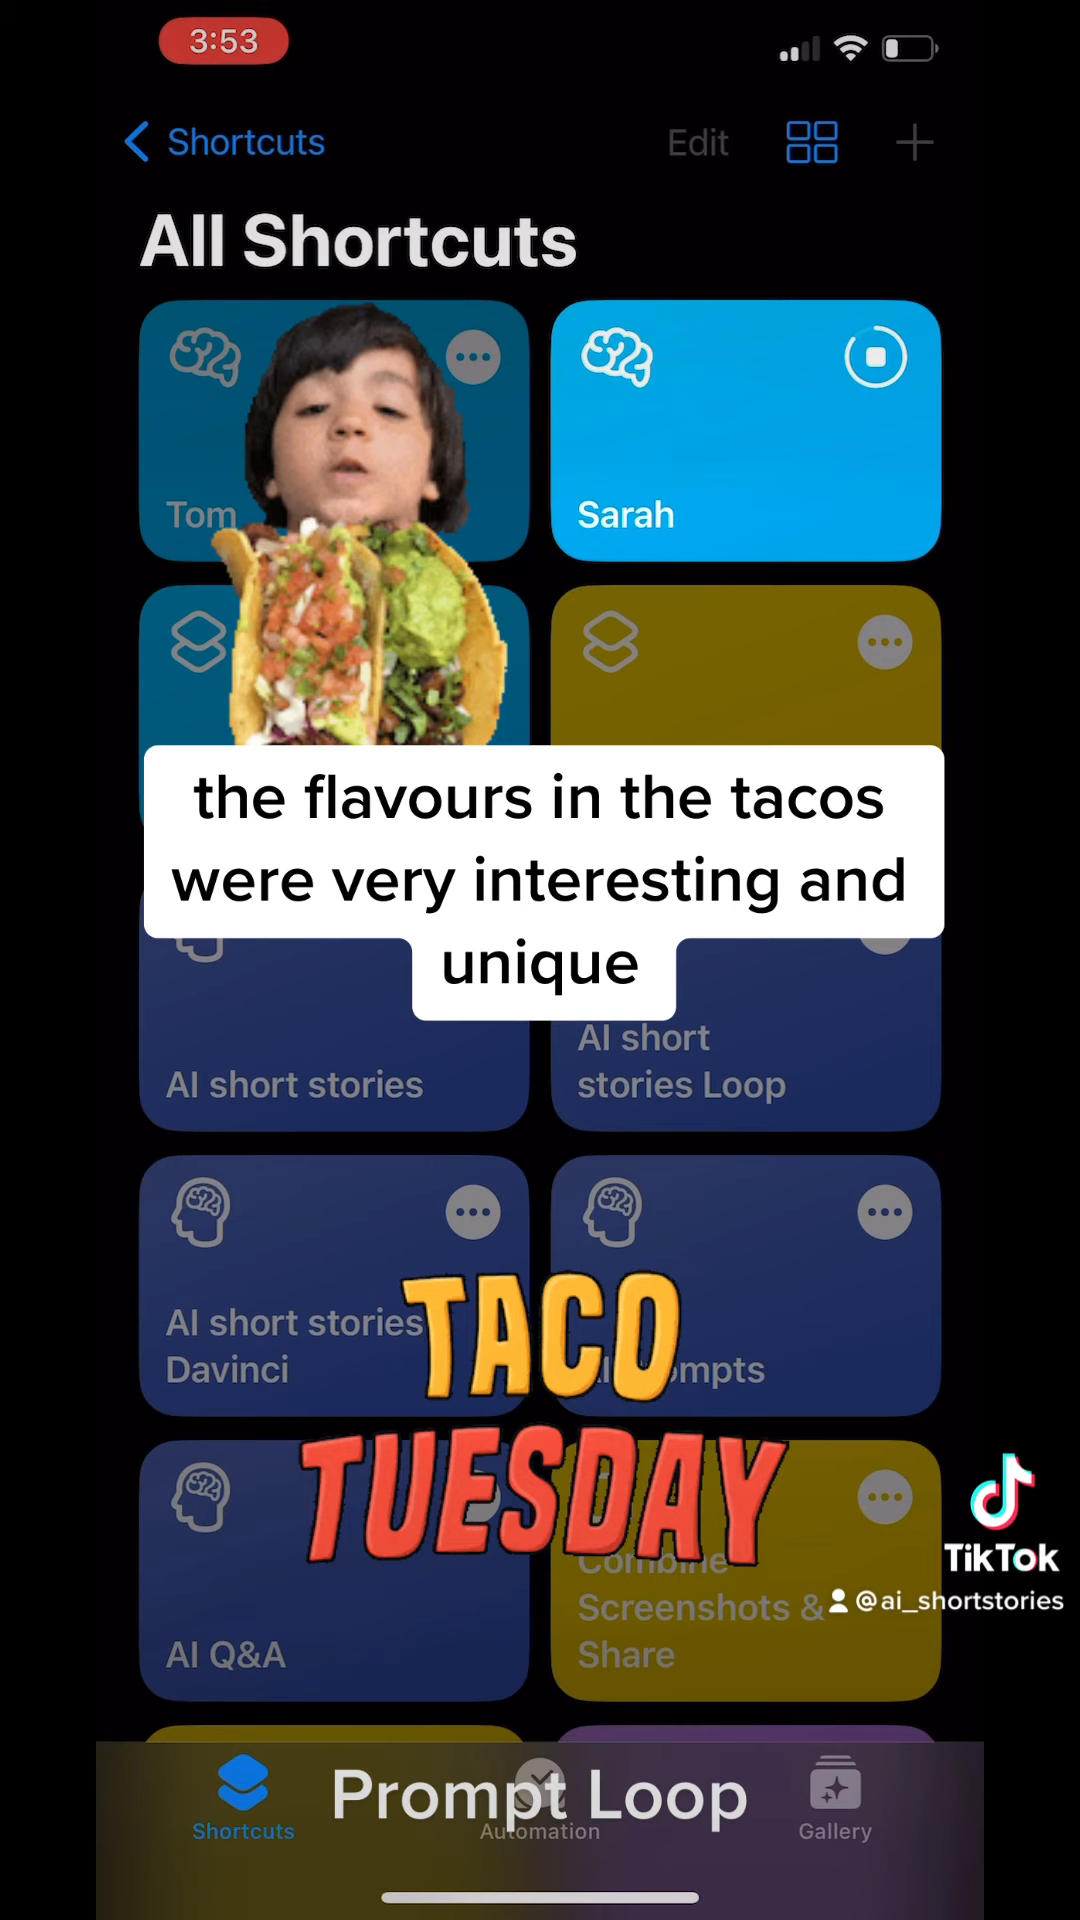 3:53
Shortcuts
Edit
All Shortcuts
Tom
Sarah
the flavours in the tacos
were very interesting and
unique
AI short stories
AI short
stories Loop
AI short stories
Davinci
TACO
TUESDAY
AI Q&A
Combine
Screenshots &
Share
TikTok
@ai_shortstories
Prompt Loop
Shortcuts
Automation
Gallery